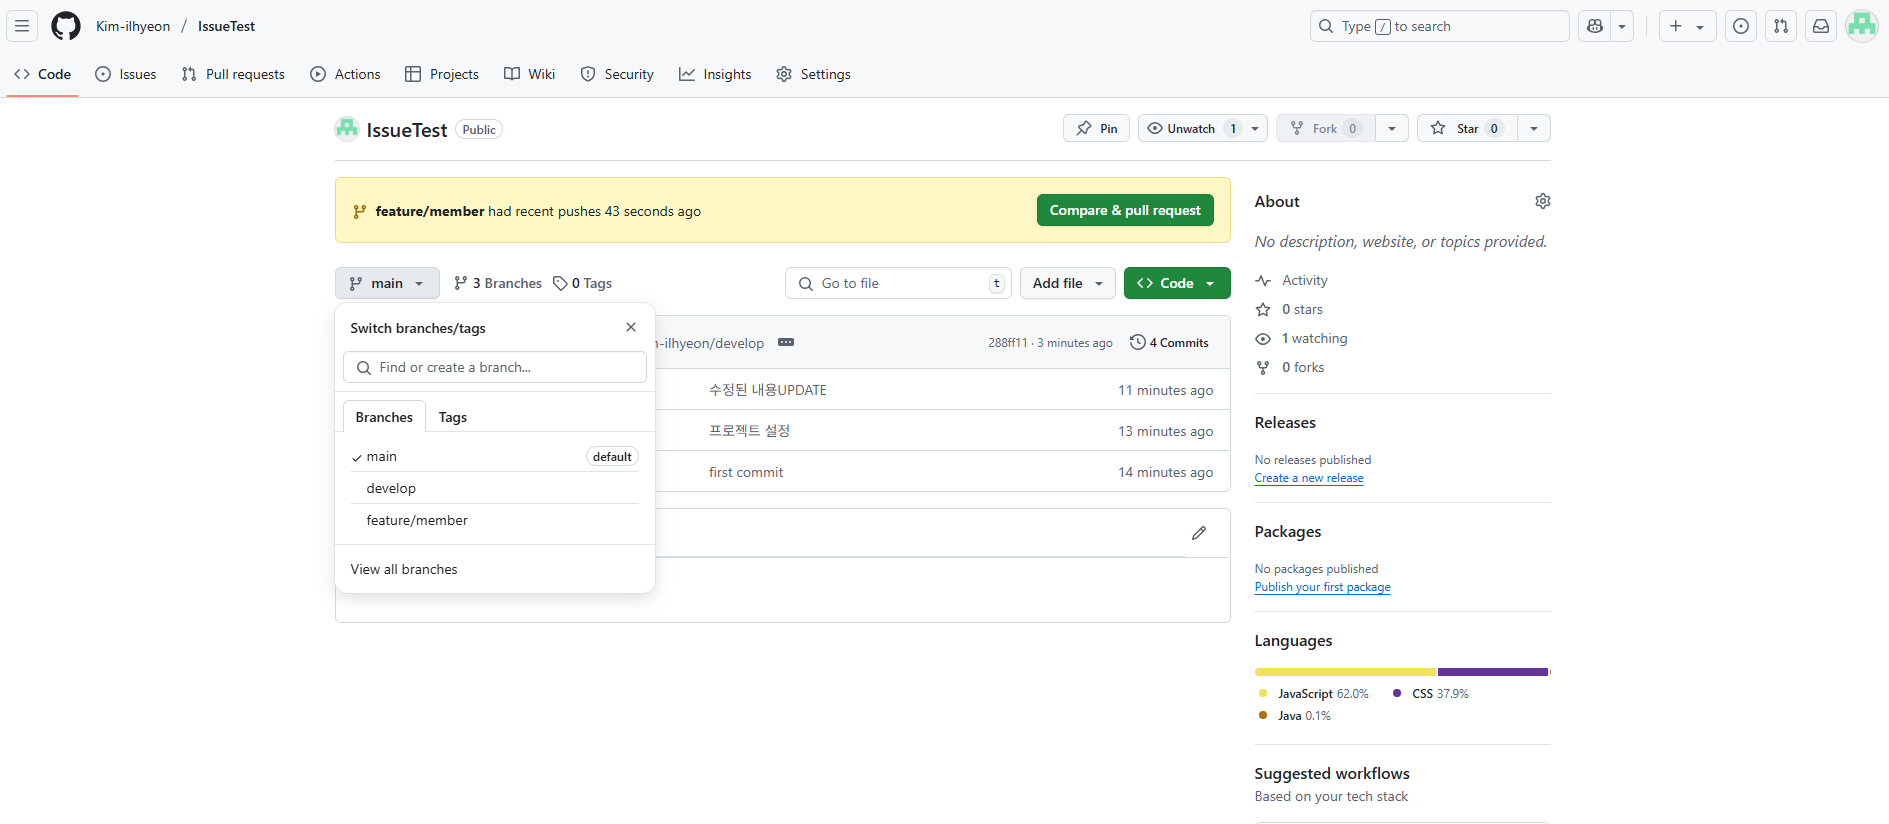 Kim-ilhyeon / IssueTest
Type / to search
Code
Issues
Pull requests
Actions
Projects
Wiki
Security
Insights
Settings
IssueTest Public
Pin
Unwatch 1
Fork 0
Star 0
feature/member had recent pushes 43 seconds ago
Compare & pull request
main
3 Branches
0 Tags
Go to file t
Add file
Code
Switch branches/tags
Find or create a branch...
Branches
Tags
main default
develop
feature/member
View all branches
-ilhyeon/develop
288ff11 · 3 minutes ago
4 Commits
수정된 내용UPDATE
11 minutes ago
프로젝트 설정
13 minutes ago
first commit
14 minutes ago
About
No description, website, or topics provided.
Activity
0 stars
1 watching
0 forks
Releases
No releases published
Create a new release
Packages
No packages published
Publish your first package
Languages
JavaScript 62.0%
CSS 37.9%
Java 0.1%
Suggested workflows
Based on your tech stack